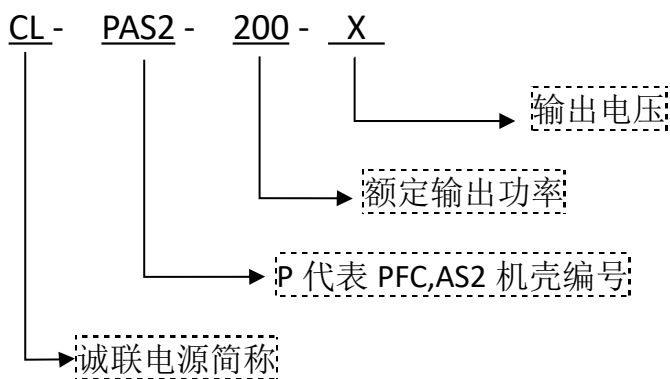 CL - PAS2 - 200 - X
输出电压
额定输出功率
P 代表 PFC,AS2 机壳编号
诚联电源简称